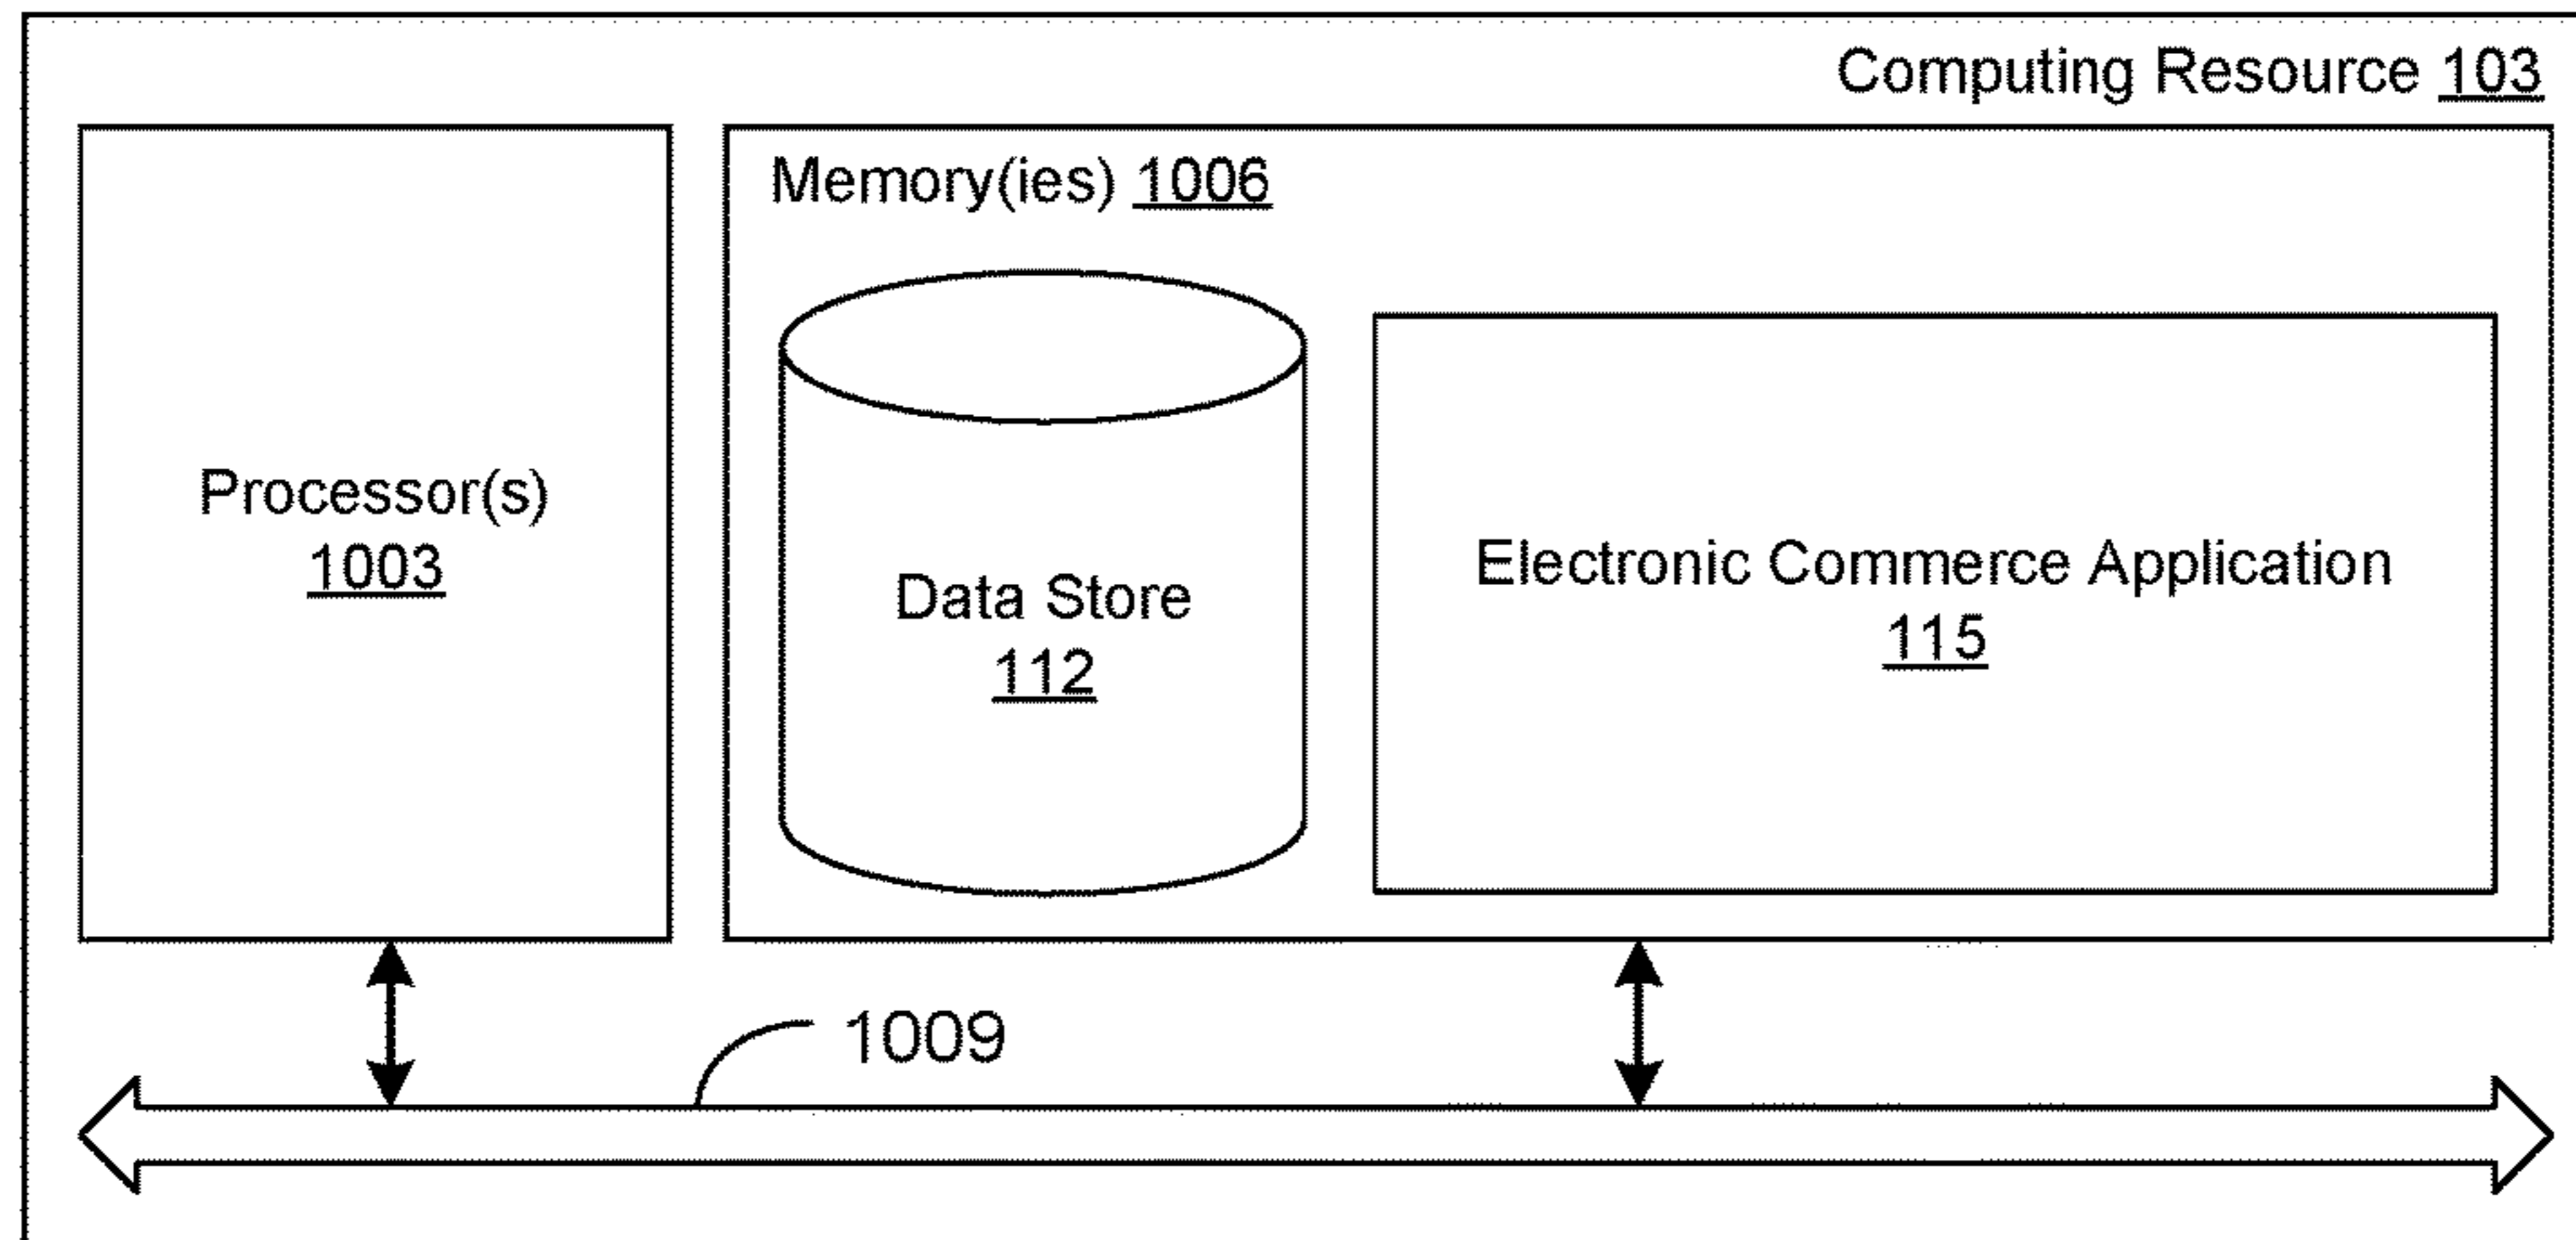 Computing Resource 103
Memory(ies) 1006
Processor(s)
1003
Data Store
112
Electronic Commerce Application
115
1009